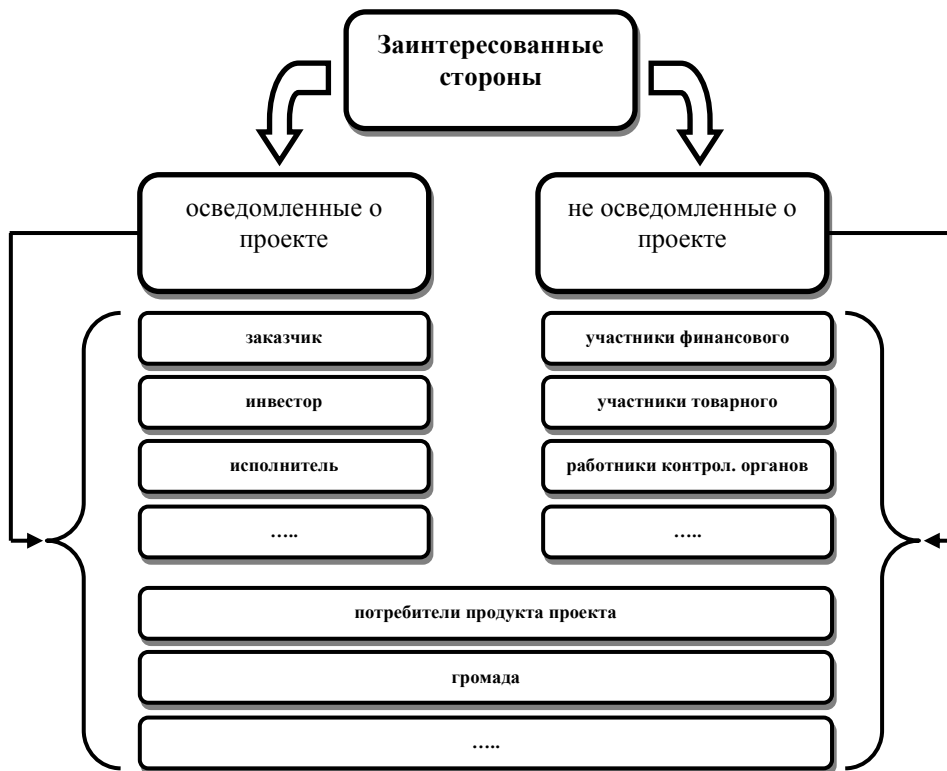 Заинтересованные
стороны
осведомленные о
проекте
не осведомленные о
проекте
заказчик
участники финансового
инвестор
участники товарного
исполнитель
работники контрол. органов
…..
…..
потребители продукта проекта
громада
…..